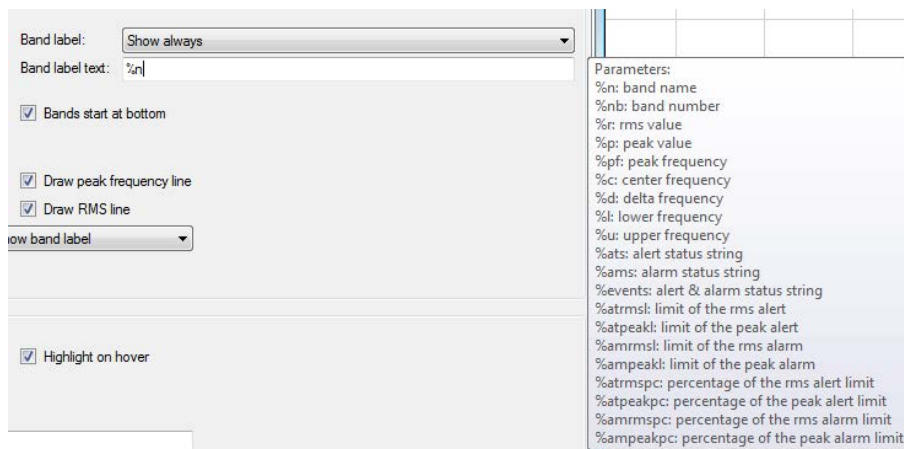 Band label: Show always
Band label text: %n
Bands start at bottom
Draw peak frequency line
Draw RMS line
band label
Highlight on hover
Parameters:
%n: band name
%nb: band number
%r: rms value
%p: peak value
%pf: peak frequency
%c: center frequency
%d: delta frequency
%l: lower frequency
%u: upper frequency
%ats: alert status string
%ams: alarm status string
%events: alert & alarm status string
%atrmsl: limit of the rms alert
%atpeakl: limit of the peak alert
%amrmsl: limit of the rms alarm
%ampeakl: limit of the peak alarm
%atrmspc: percentage of the rms alert limit
%atpeakpc: percentage of the peak alert limit
%amrmspc: percentage of the rms alarm limit
%ampeakpc: percentage of the peak alarm limit